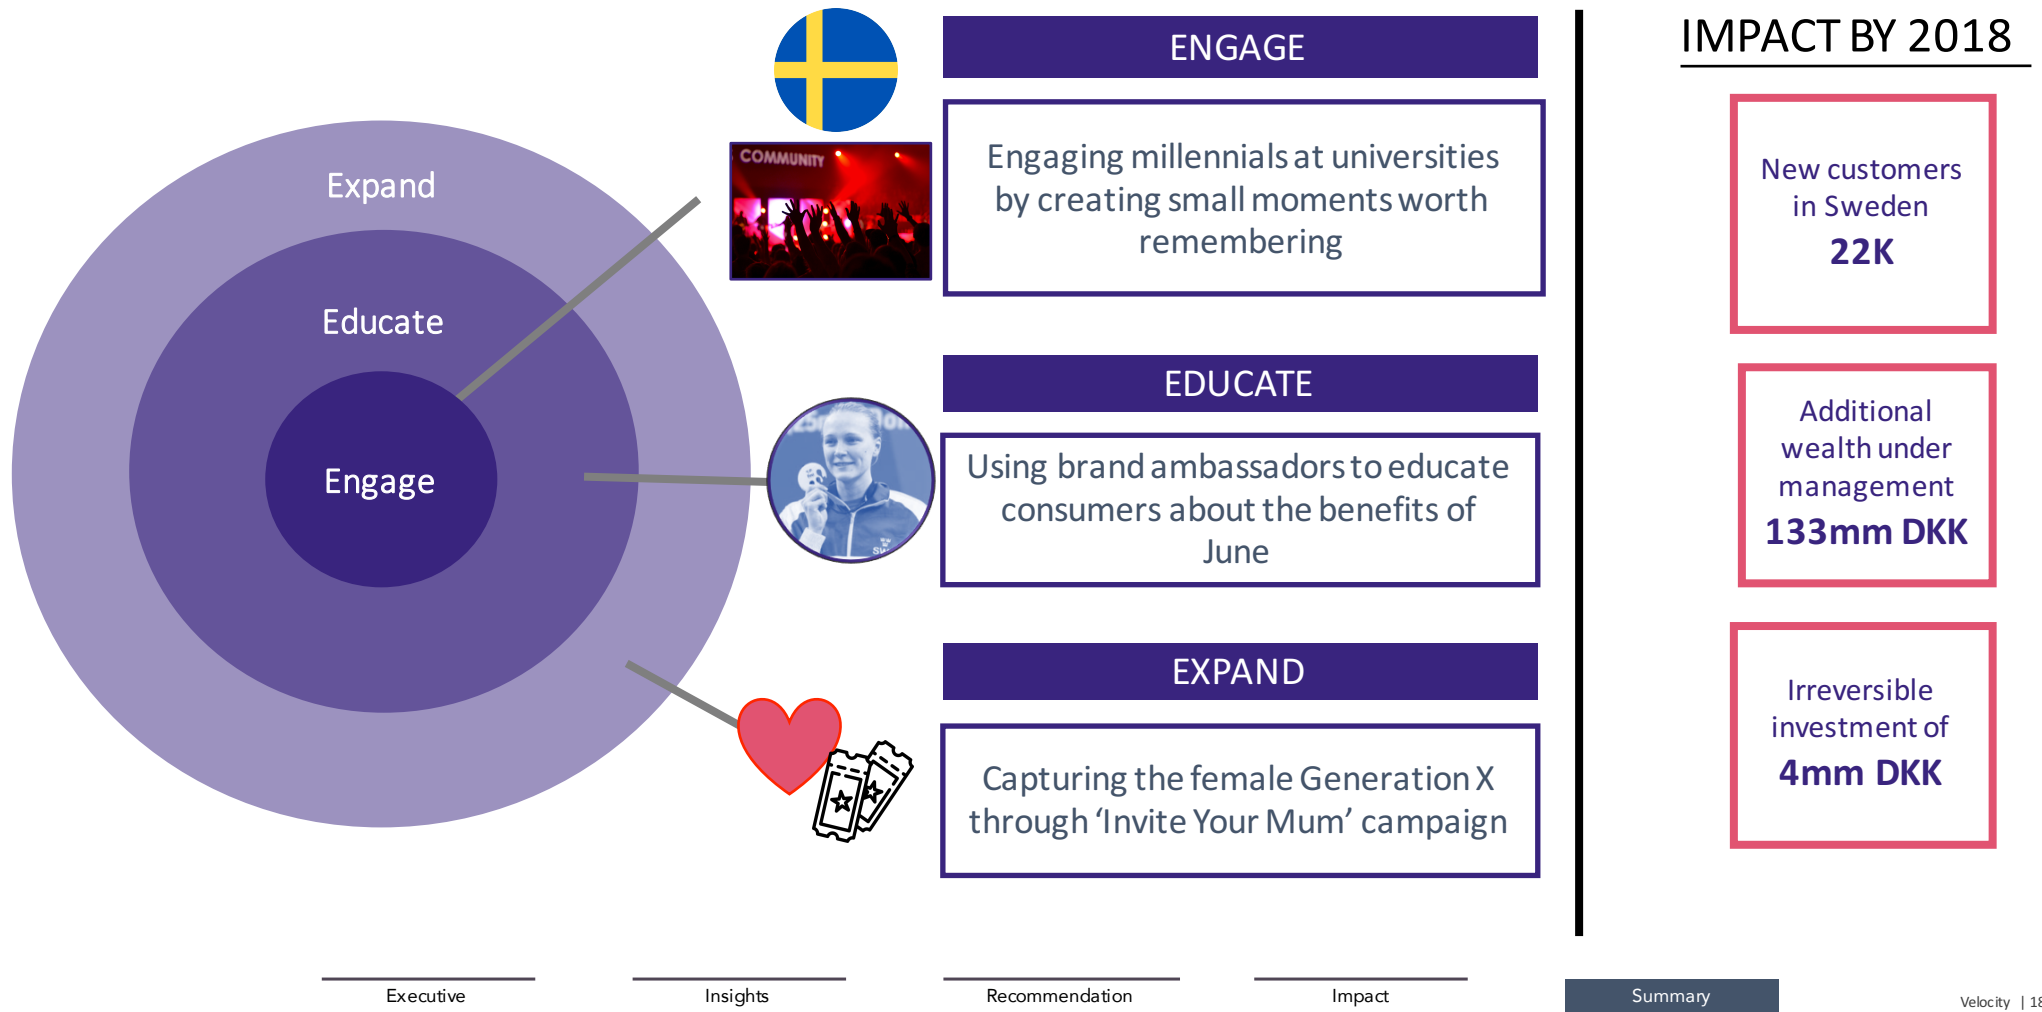 Expand
Educate
Engage
COMMUNITY
ENGAGE
Engaging millennials at universities
by creating small moments worth
remembering
EDUCATE
Using brand ambassadors to educate
consumers about the benefits of
June
EXPAND
Capturing the female Generation X
through ‘Invite Your Mum’ campaign
IMPACT BY 2018
New customers
in Sweden
22K
Additional
wealth under
management
133mm DKK
Irreversible
investment of
4mm DKK
Executive
Insights
Recommendation
Impact
Summary
Velocity | 18